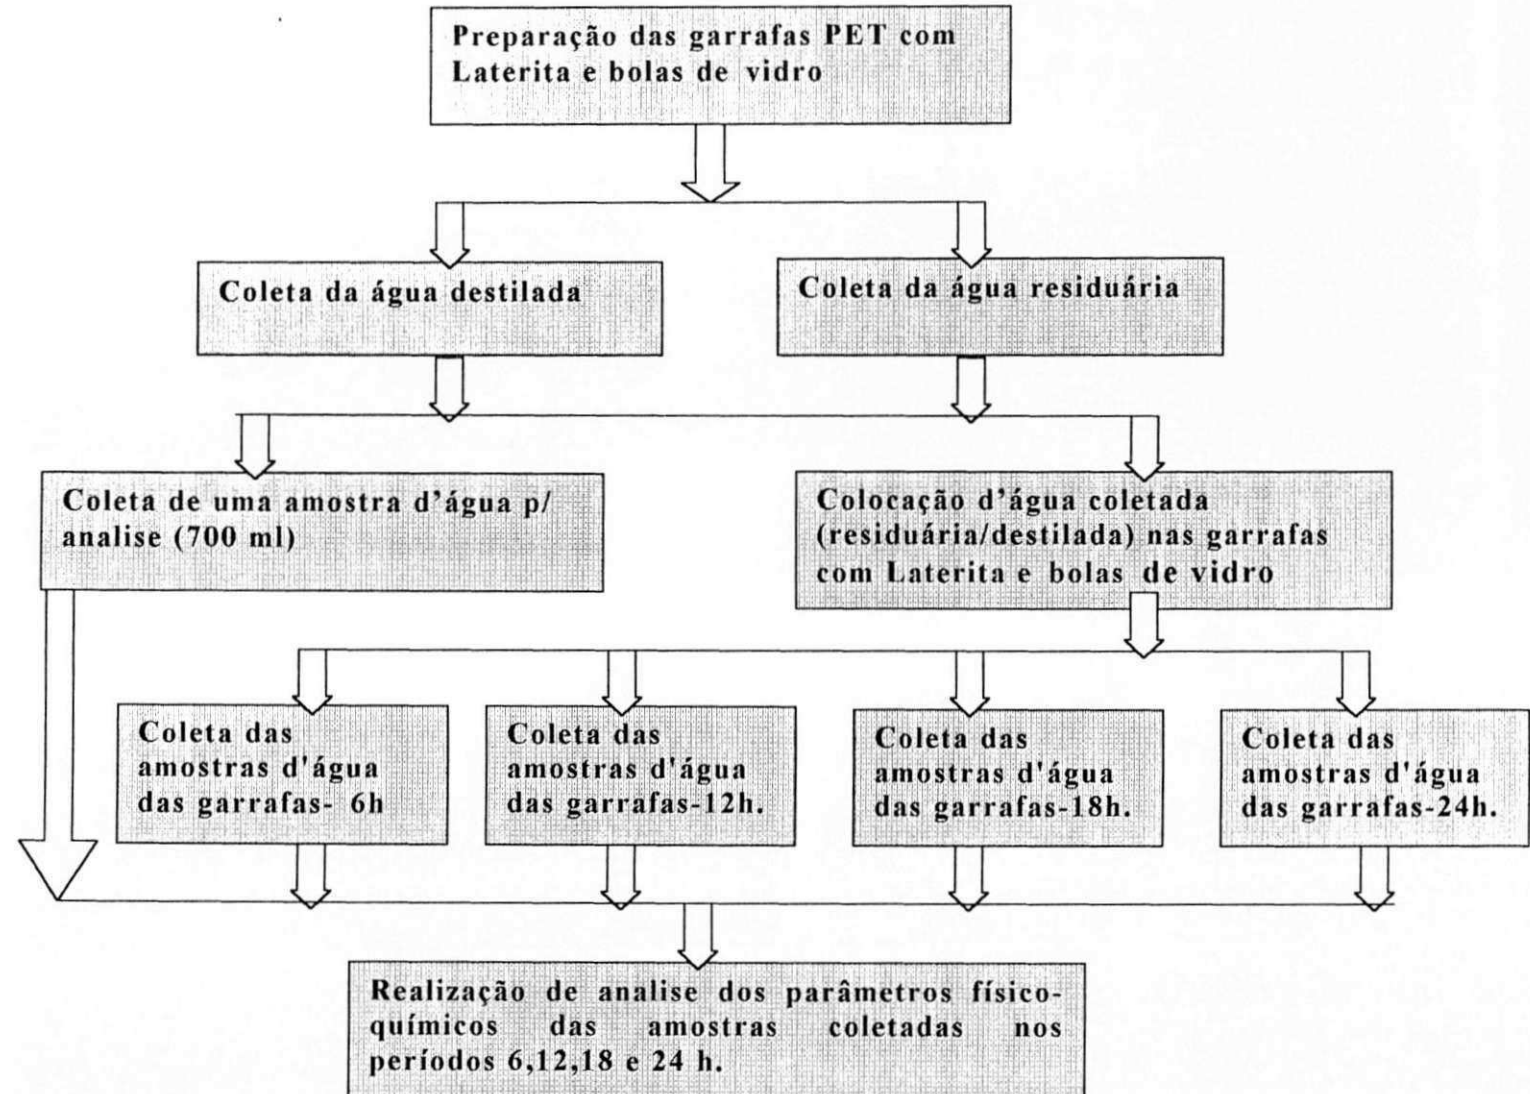 Preparação das garrafas PET com
Laterita e bolas de vidro
Coleta da água destilada
Coleta da água residuária
Coleta de uma amostra d’água p/
analise (700 ml)
Colocação d’água coletada
(residuária/destilada) nas garrafas
com Laterita e bolas de vidro
Coleta das
amostras d'água
das garrafas- 6h
Coleta das
amostras d'água
das garrafas-12h.
Coleta das
amostras d'água
das garrafas-18h.
Coleta das
amostras d'água
das garrafas-24h.
Realização de analise dos parâmetros físico-
químicos das amostras coletadas nos
períodos 6,12,18 e 24 h.